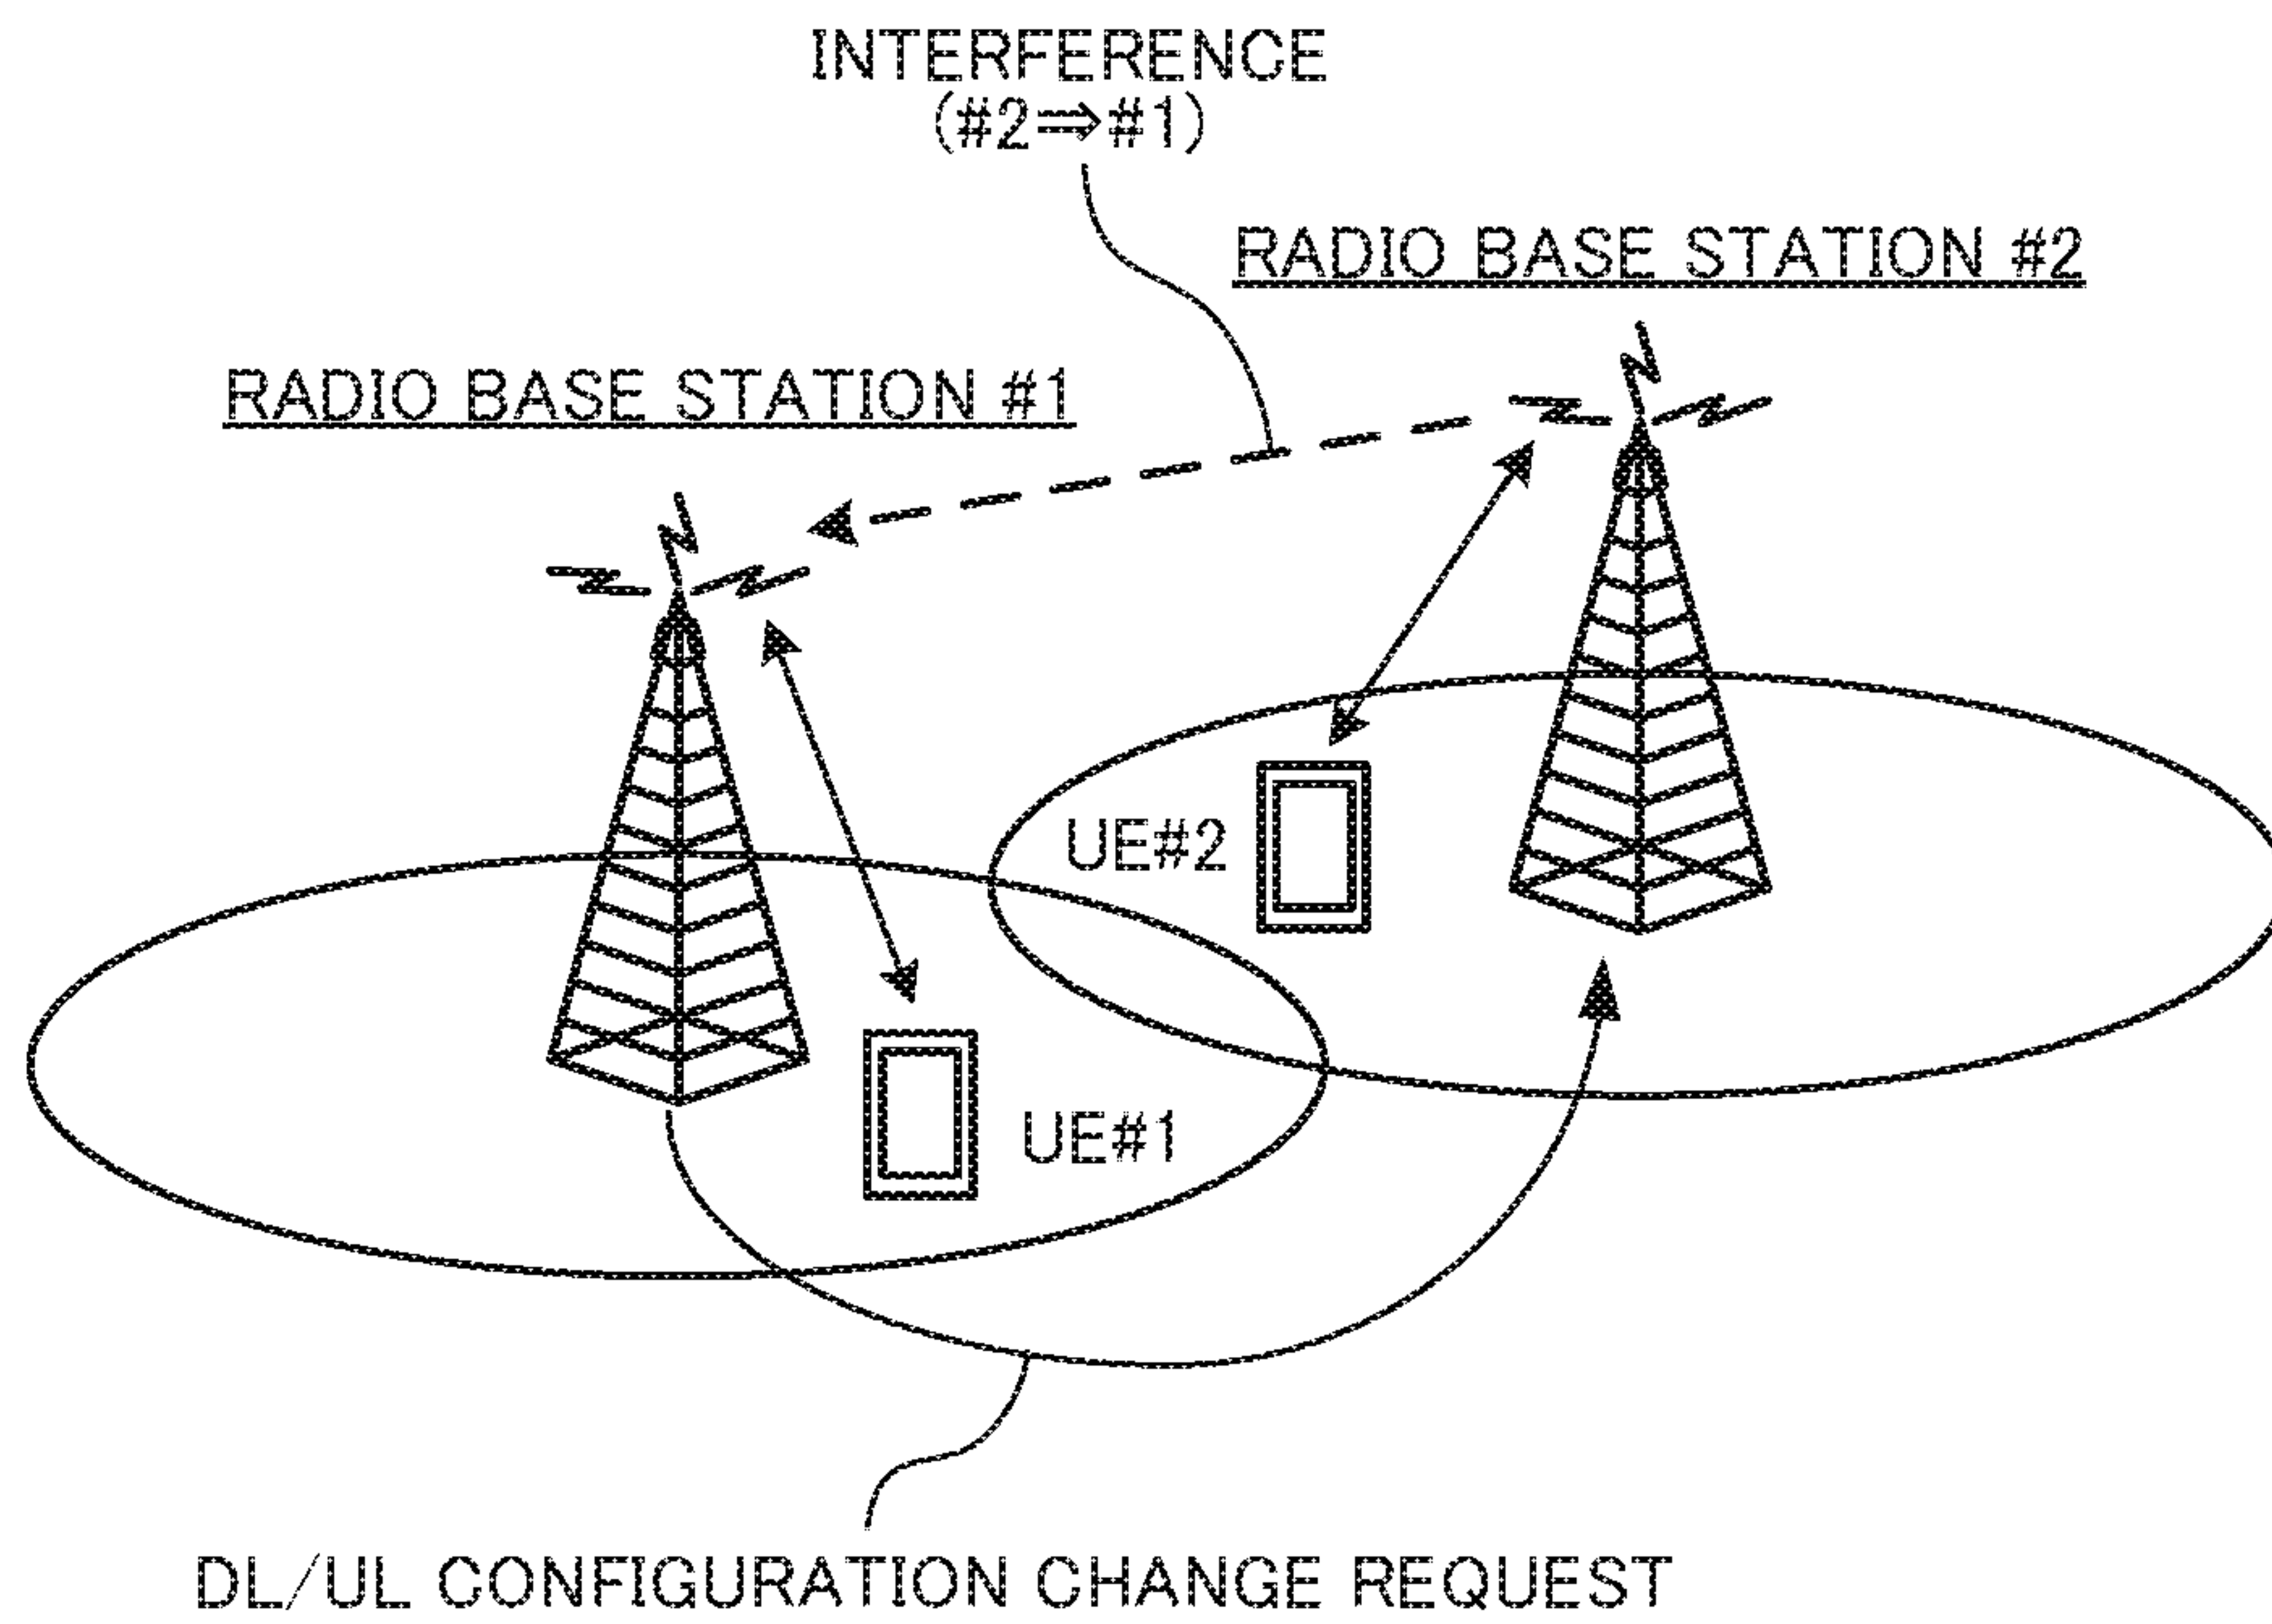 INTERFERENCE
(#2⇒#1)
RADIO BASE STATION #2
RADIO BASE STATION #1
UE#2
UE#1
DL/UL CONFIGURATION CHANGE REQUEST